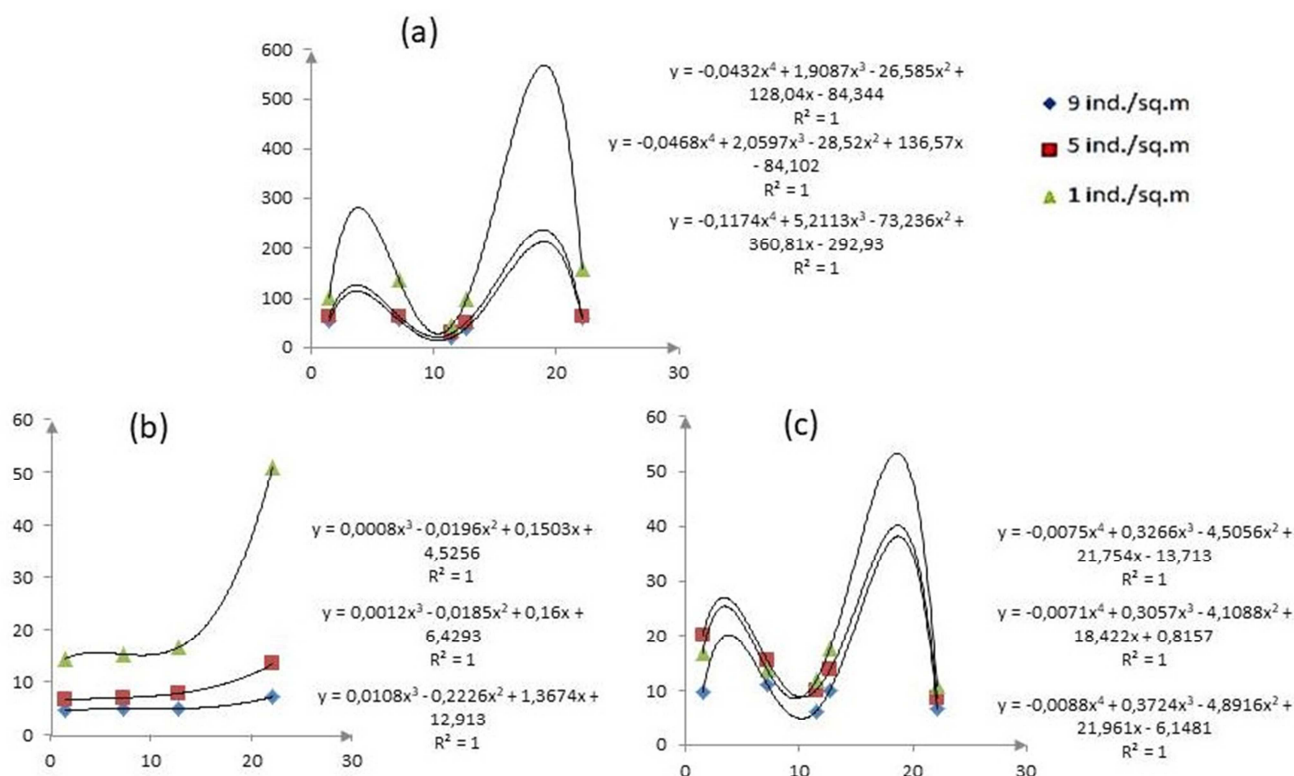 (a)
600
500
400
300
200
100
0
0 10 20 30
y = -0,0432x⁴ + 1,9087x³ - 26,585x² +
128,04x - 84,344
R² = 1
y = -0,0468x⁴ + 2,0597x³ - 28,52x² + 136,57x
- 84,102
R² = 1
y = -0,1174x⁴ + 5,2113x³ - 73,236x² +
360,81x - 292,93
R² = 1
9 ind./sq.m
5 ind./sq.m
1 ind./sq.m
(b)
60
50
40
30
20
10
0
0 10 20 30
y = 0,0008x³ - 0,0196x² + 0,1503x +
4,5256
R² = 1
y = 0,0012x³ - 0,0185x² + 0,16x +
6,4293
R² = 1
y = 0,0108x³ - 0,2226x² + 1,3674x +
12,913
R² = 1
(c)
60
50
40
30
20
10
0
0 10 20 30
y = -0,0075x⁴ + 0,3266x³ - 4,5056x² +
21,754x - 13,713
R² = 1
y = -0,0071x⁴ + 0,3057x³ - 4,1088x² +
18,422x + 0,8157
R² = 1
y = -0,0088x⁴ + 0,3724x³ - 4,8916x² +
21,961x - 6,1481
R² = 1